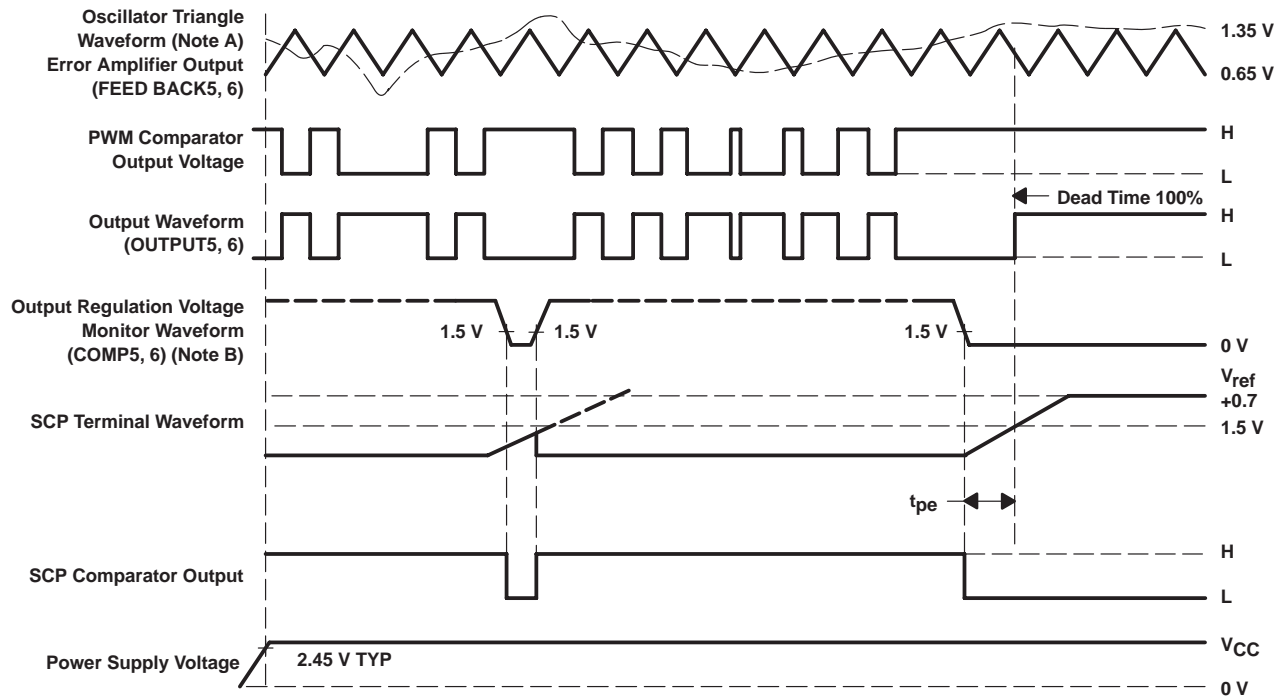 Oscillator Triangle
Waveform (Note A)
Error Amplifier Output
(FEED BACK5, 6)
1.35 V
0.65 V
PWM Comparator
Output Voltage
H
L
Dead Time 100%
Output Waveform
(OUTPUT5, 6)
H
L
Output Regulation Voltage
Monitor Waveform
(COMP5, 6) (Note B)
1.5 V
1.5 V
1.5 V
0 V
Vref
+0.7
SCP Terminal Waveform
1.5 V
tpe
SCP Comparator Output
H
L
Power Supply Voltage
2.45 V TYP
VCC
0 V